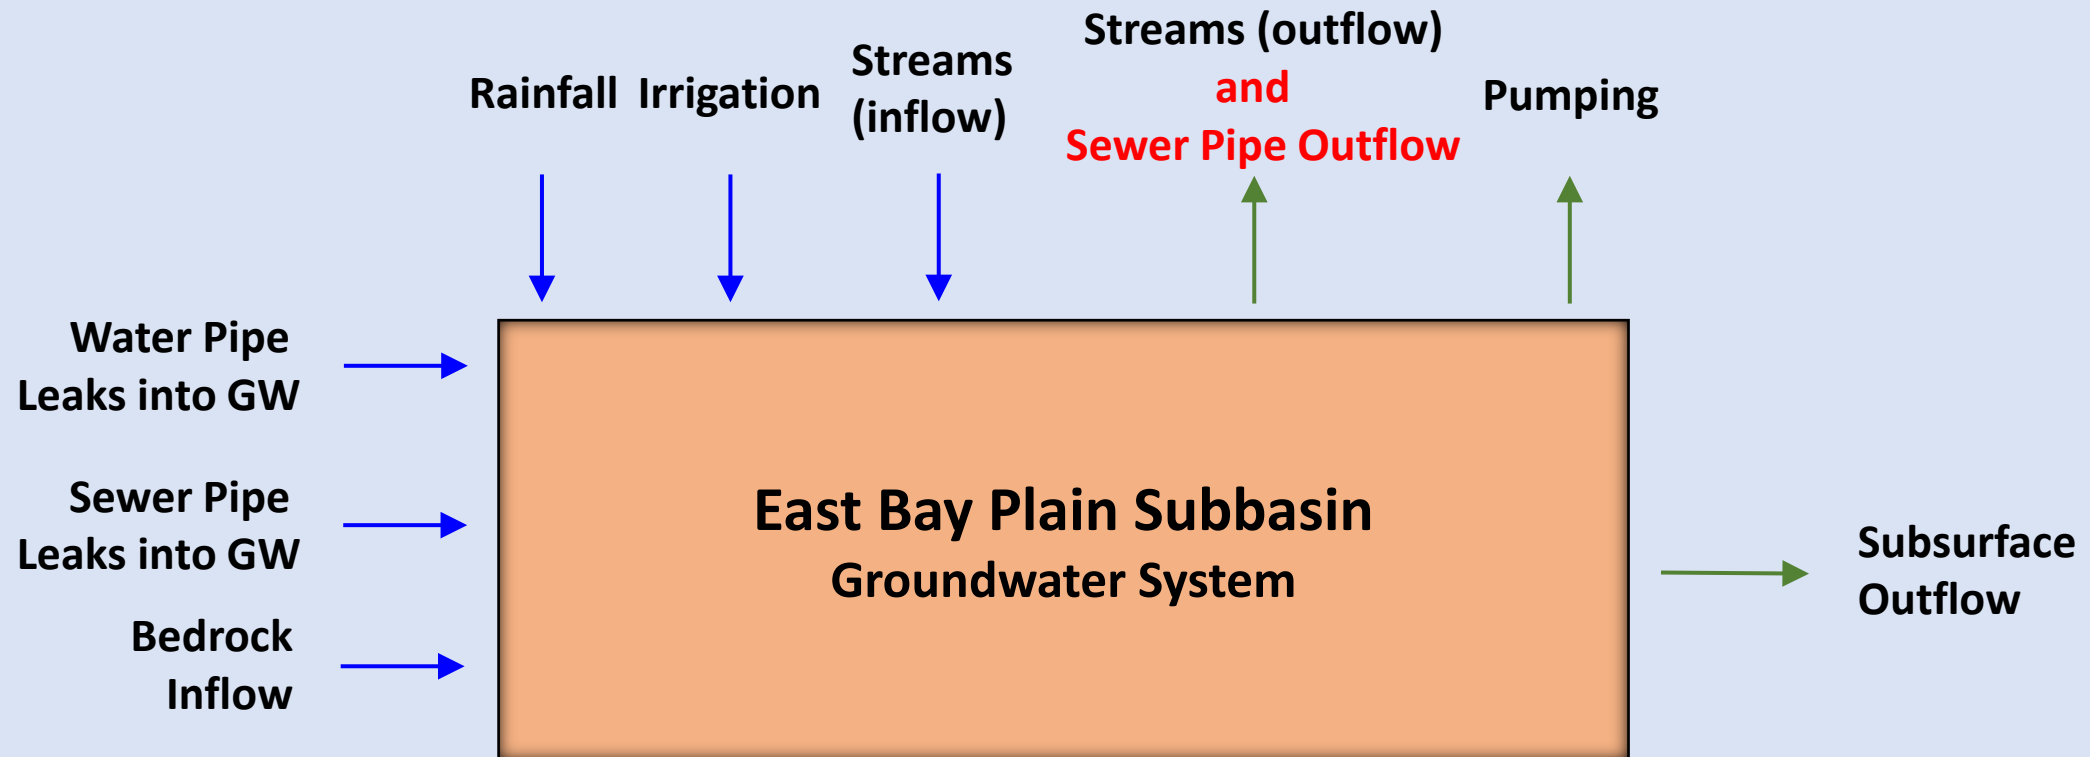 Streams (outflow)
and
Sewer Pipe Outflow
Rainfall
Irrigation
Streams
(inflow)
Pumping
Water Pipe
Leaks into GW
Sewer Pipe
Leaks into GW
Bedrock
Inflow
East Bay Plain Subbasin
Groundwater System
Subsurface
Outflow